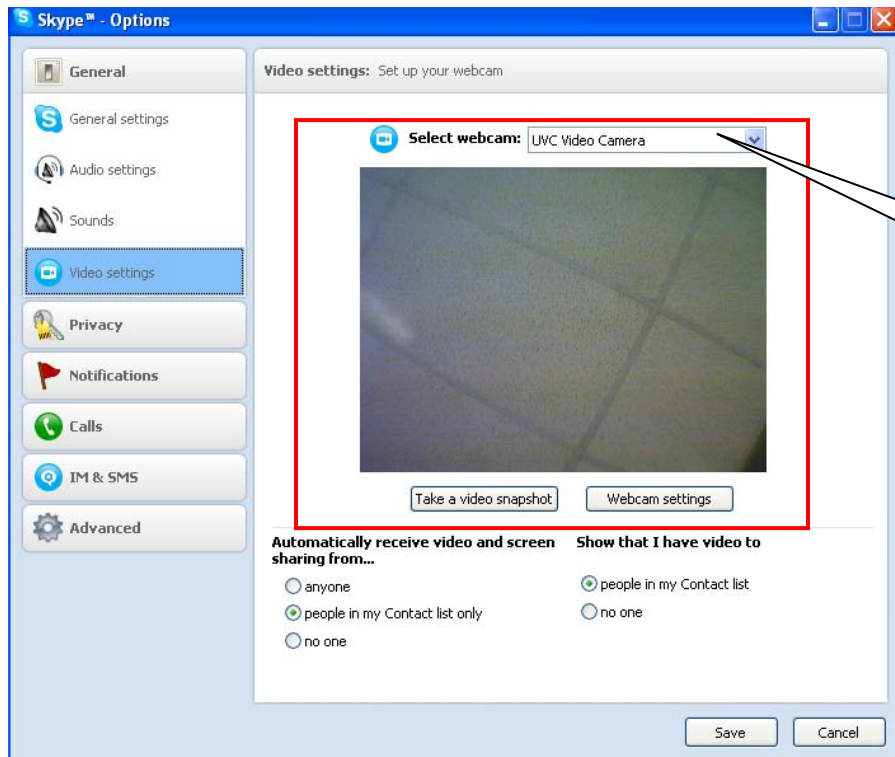 Skype™ - Options
General
General settings
Audio settings
Sounds
Video settings
Privacy
Notifications
Calls
IM & SMS
Advanced
Video settings: Set up your webcam
Select webcam: UVC Video Camera
Take a video snapshot
Webcam settings
Automatically receive video and screen
sharing from...
anyone
people in my Contact list only
no one
Show that I have video to
people in my Contact list
no one
Save
Cancel